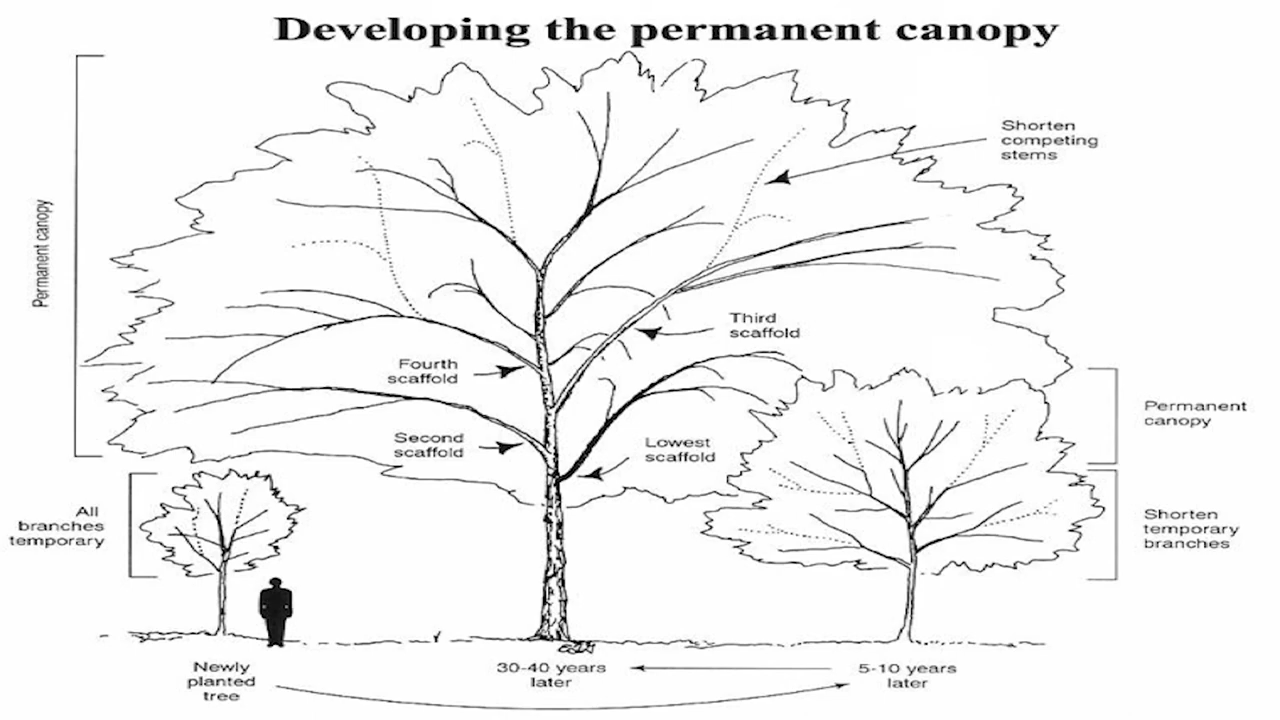 Developing the permanent canopy
Shorten
competing
stems
Permanent canopy
Third
scaffold
Fourth
scaffold
Second
scaffold
Lowest
scaffold
Permanent
canopy
All
branches
temporary
Shorten
temporary
branches
Newly
planted
tree
30-40 years
later
5-10 years
later